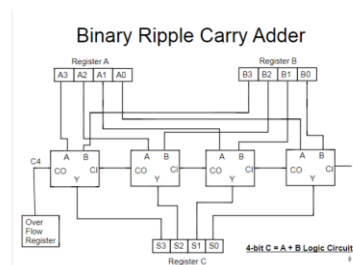 Binary Ripple Carry Adder
Register A
Register B
A3 A2 A1 A0
B3 B2 B1 B0
C4
A B
CO CI
Y
A B
CO CI
Y
A B
CO CI
Y
A B
CO CI
Y
Over
Flow
Register
S3 S2 S1 S0
Register C
4-bit C = A + B Logic Circuit